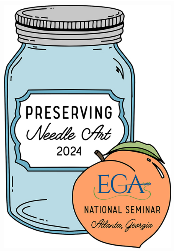 PRESERVING
Needle Art
2024
EGA
NATIONAL SEMINAR
Atlanta, Georgia